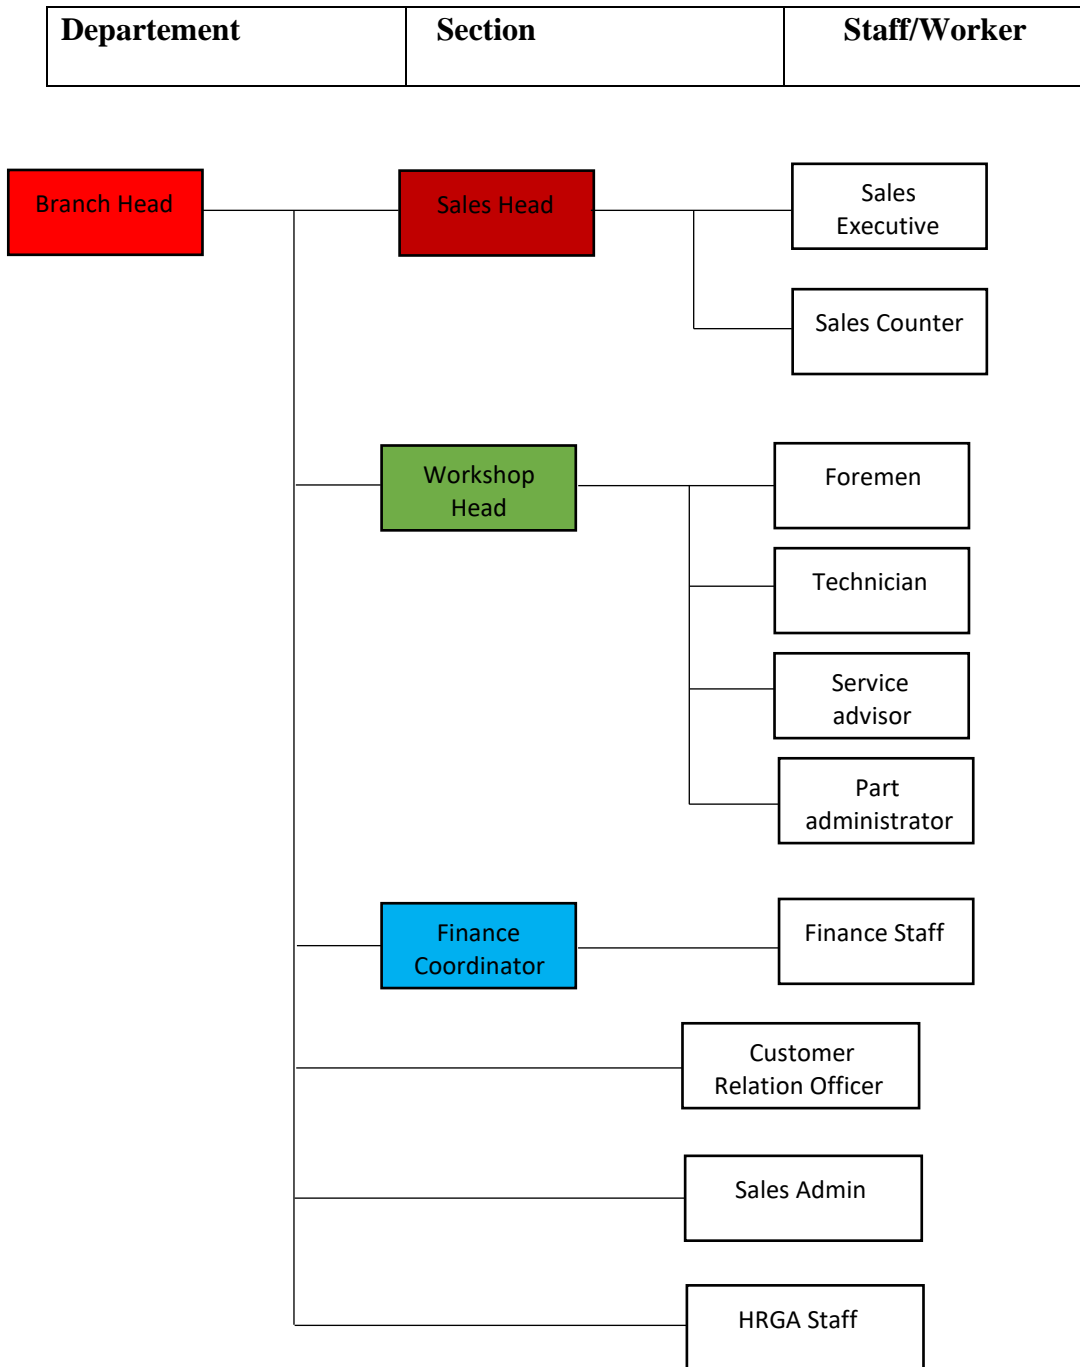 Departement Section Staff/Worker
Branch Head
Sales Head
Sales
Executive
Sales Counter
Workshop
Head
Foremen
Technician
Service
advisor
Part
administrator
Finance
Coordinator
Finance Staff
Customer
Relation Officer
Sales Admin
HRGA Staff